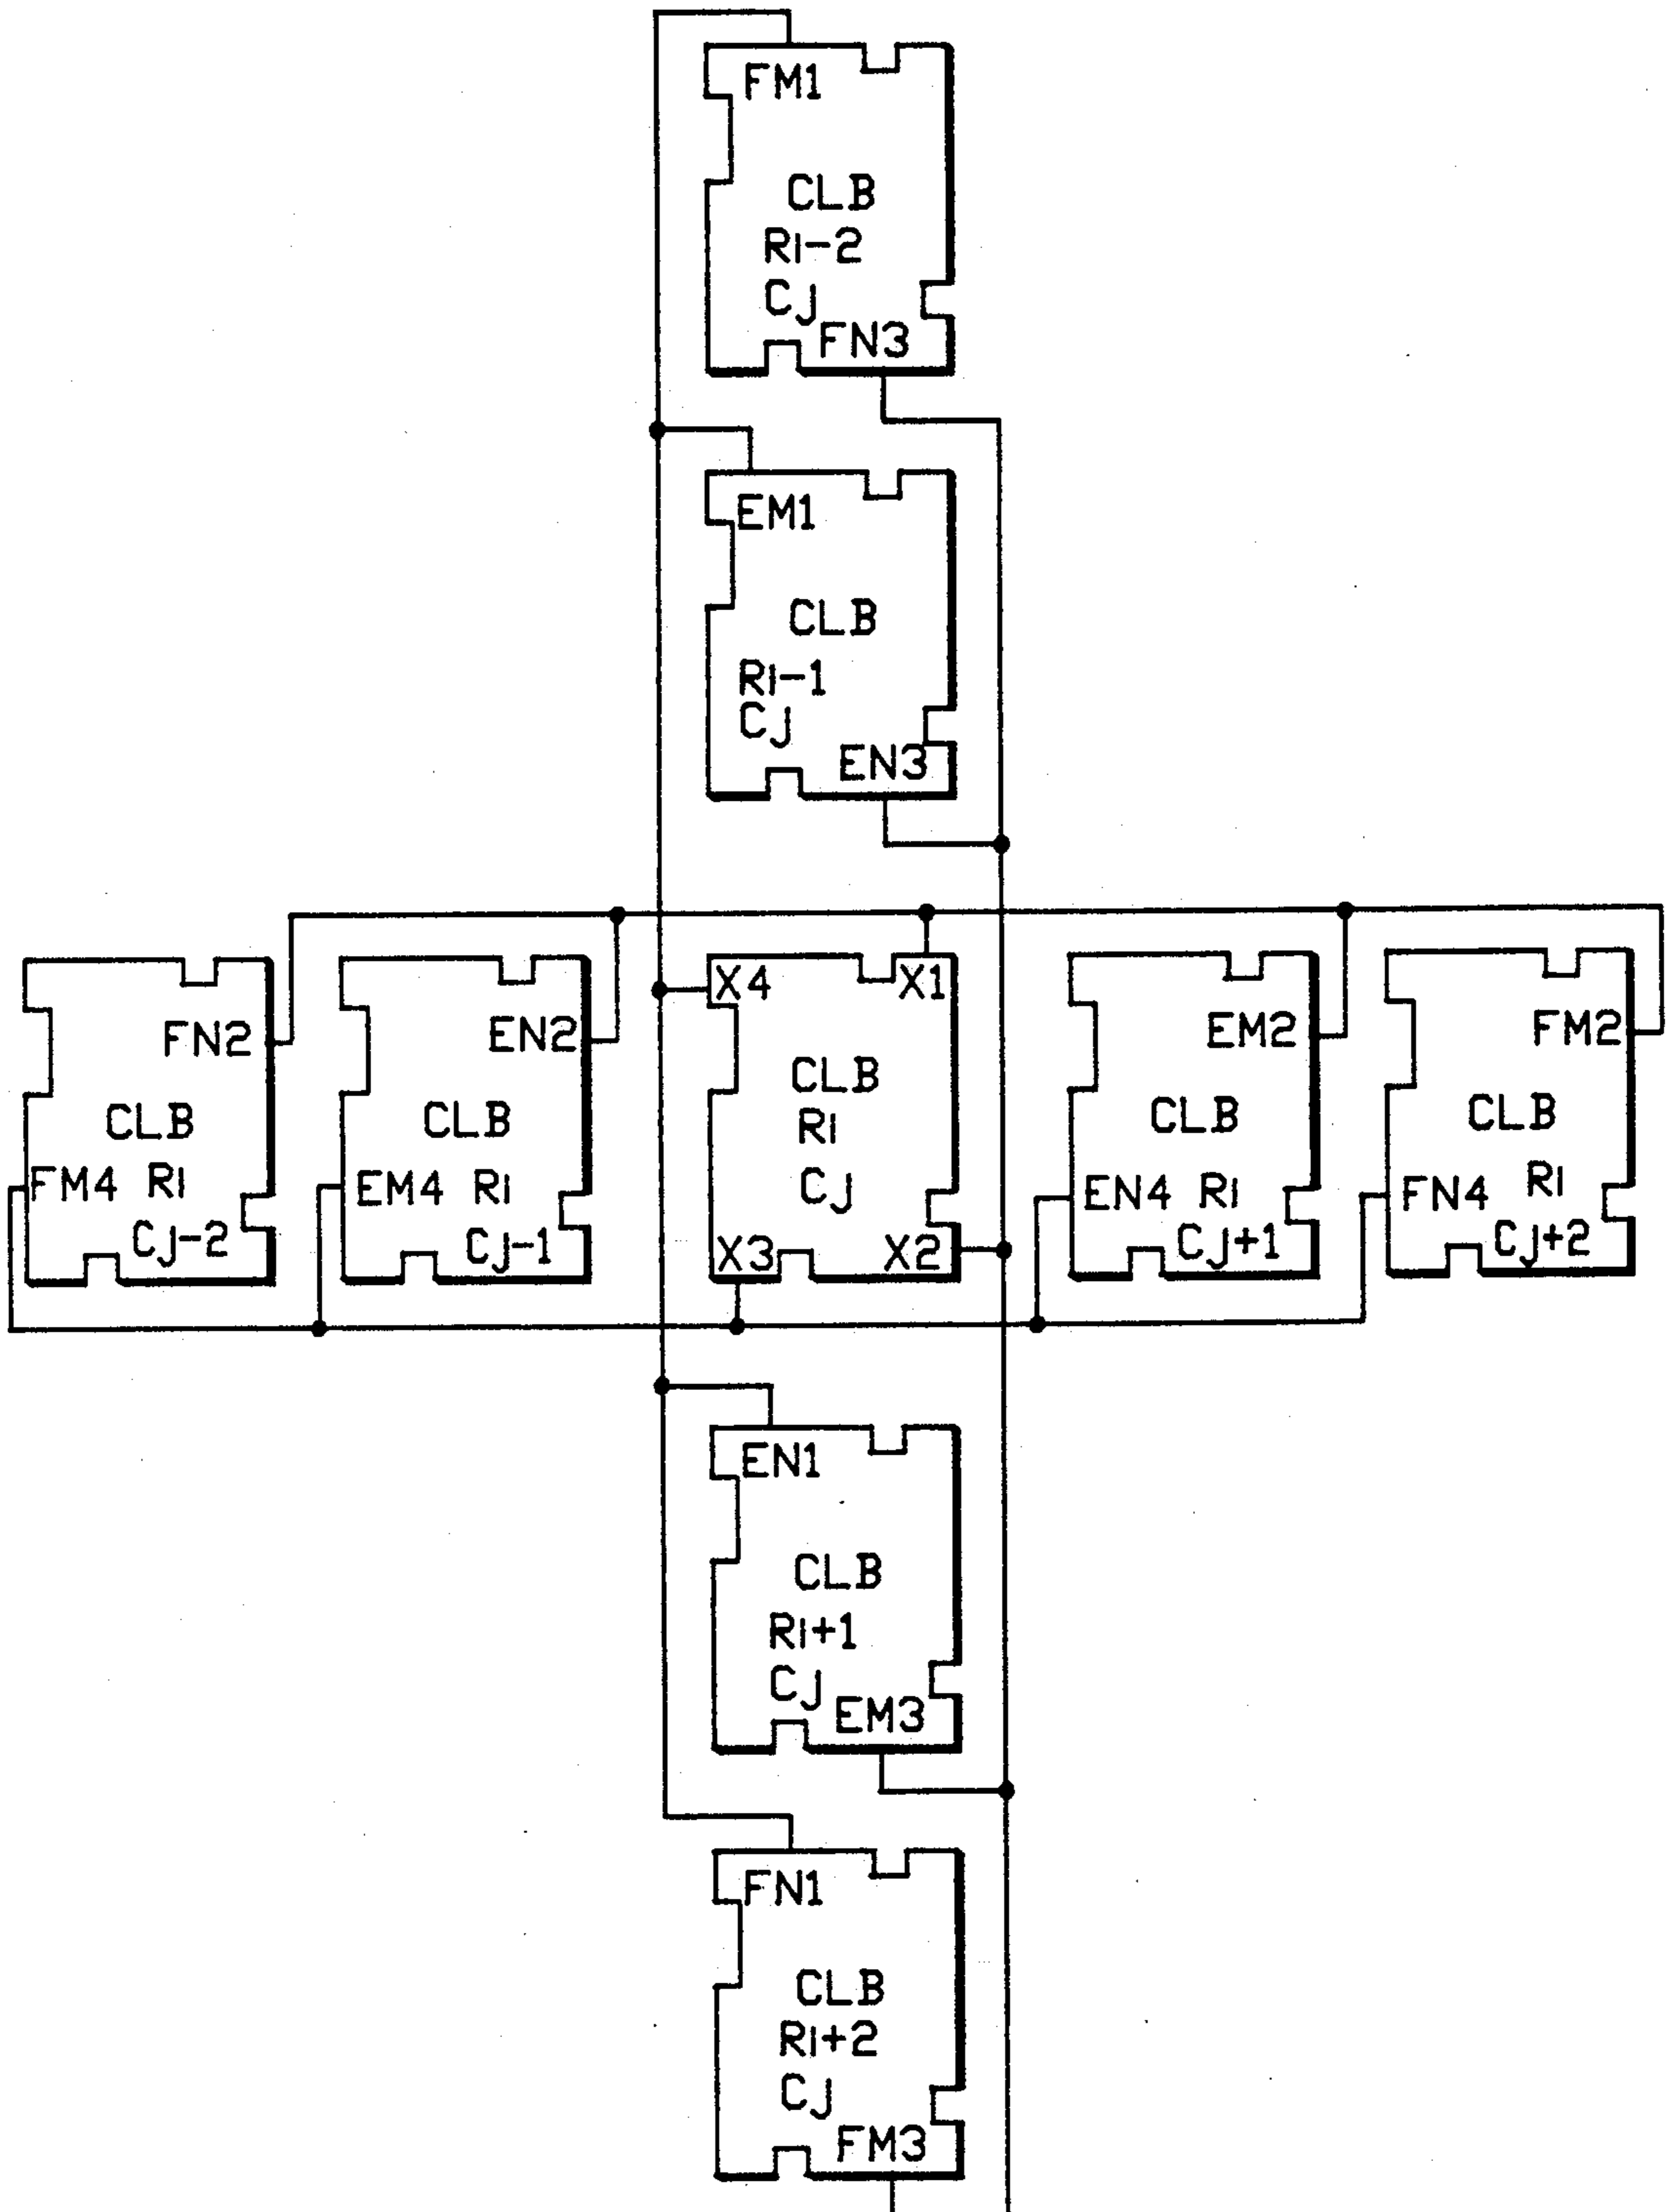 FM1
CLB
Ri-2
Cj
FN3
EM1
CLB
Ri-1
Cj
EN3
FN2
CLB
FM4 Ri
Cj-2
EN2
CLB
EM4 Ri
Cj-1
X4 X1
CLB
Ri
Cj
X3 X2
EM2
CLB
EN4 Ri
Cj+1
FM2
CLB
FN4 Ri
Cj+2
EN1
CLB
Ri+1
Cj
EM3
FN1
CLB
Ri+2
Cj
FM3